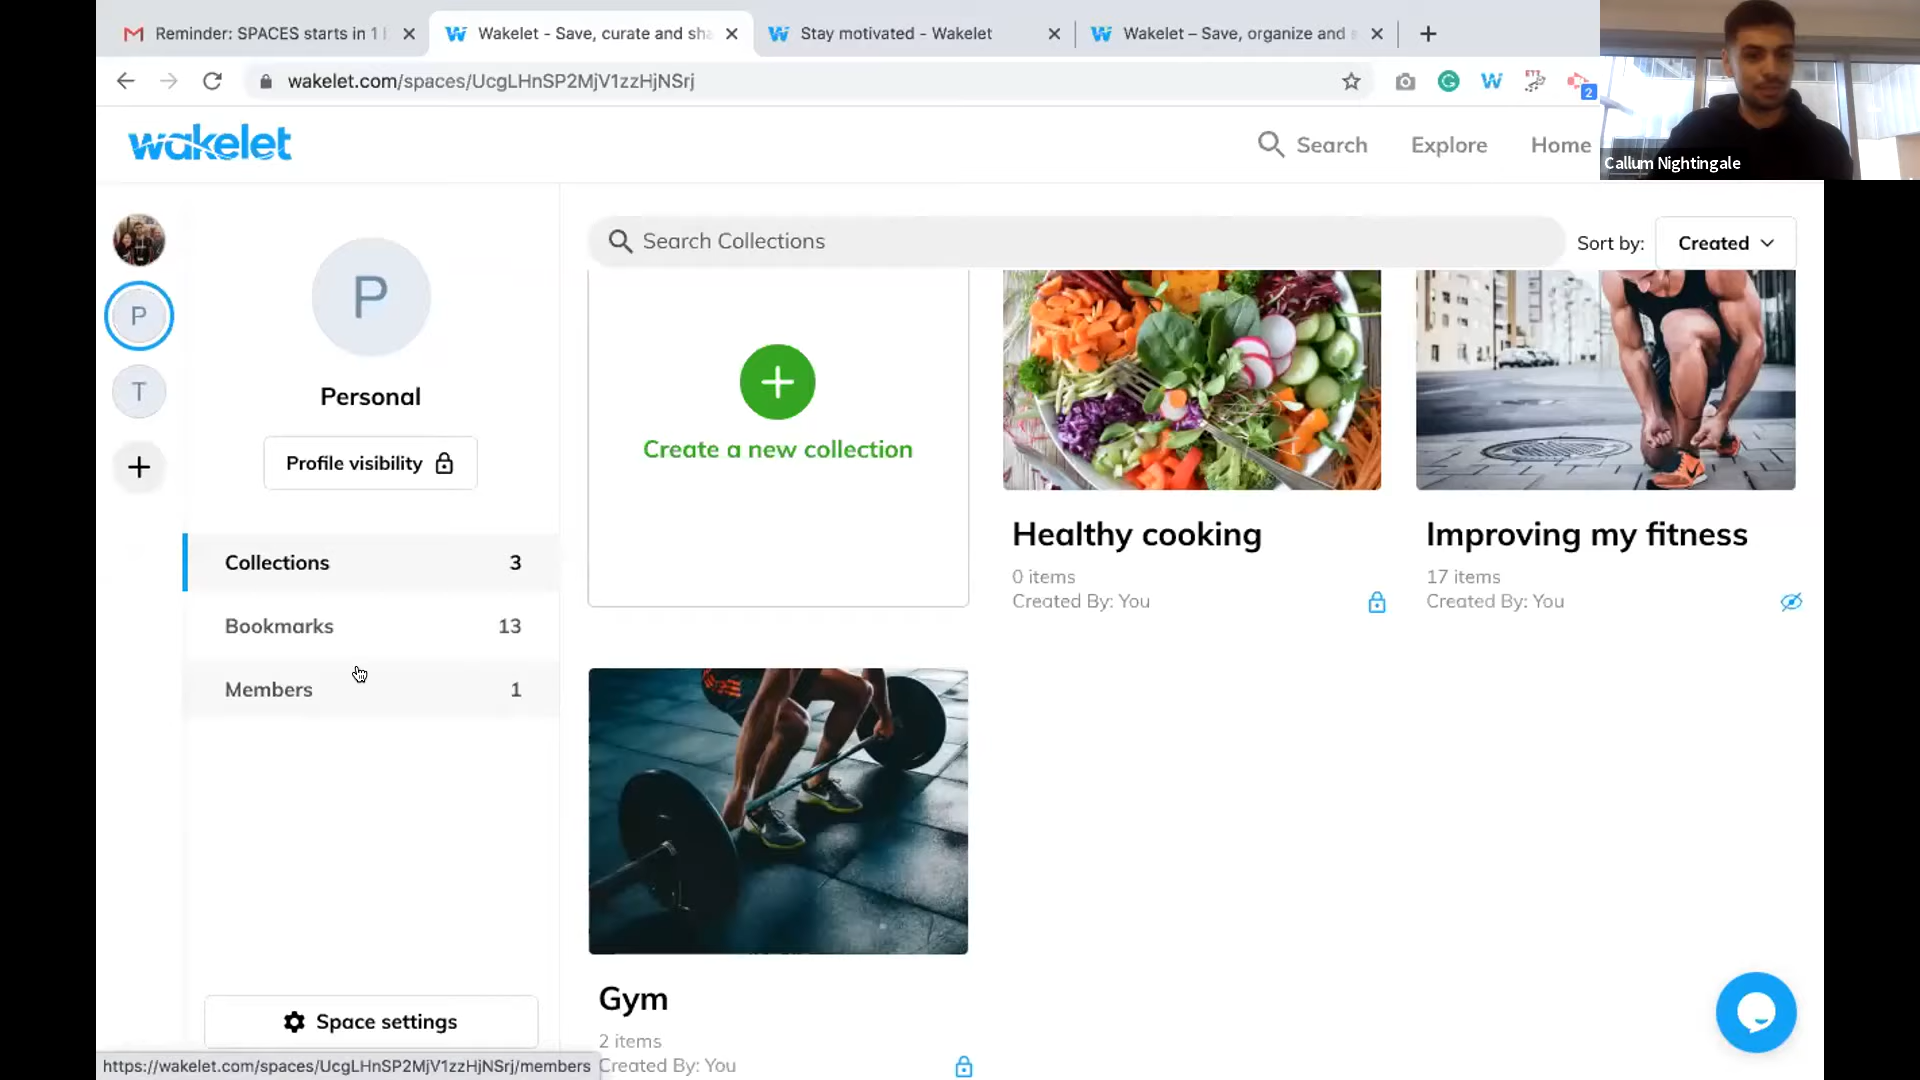 Reminder: SPACES starts in 1
Wakelet - Save, curate and sha
Stay motivated - Wakelet
Wakelet – Save, organize and s
wakelet.com/spaces/UcgLHnSP2MjV1zzHjNSrj
2
wakelet
Search
Explore
Home
Callum Nightingale
P
T
P
Personal
Profile visibility
Collections 3
Bookmarks 13
Members 1
Space settings
Search Collections
Sort by: Created
Create a new collection
Healthy cooking
0 items
Created By: You
Improving my fitness
17 items
Created By: You
Gym
2 items
Created By: You
https://wakelet.com/spaces/UcgLHnSP2MjV1zzHjNSrj/members